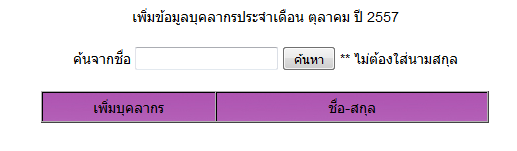 เพิ่มข้อมูลบุคลากรประจำเดือน ตุลาคม ปี 2557
ค้นจากชื่อ ค้นหา ** ไม่ต้องใส่นามสกุล
เพิ่มบุคลากร ชื่อ-สกุล